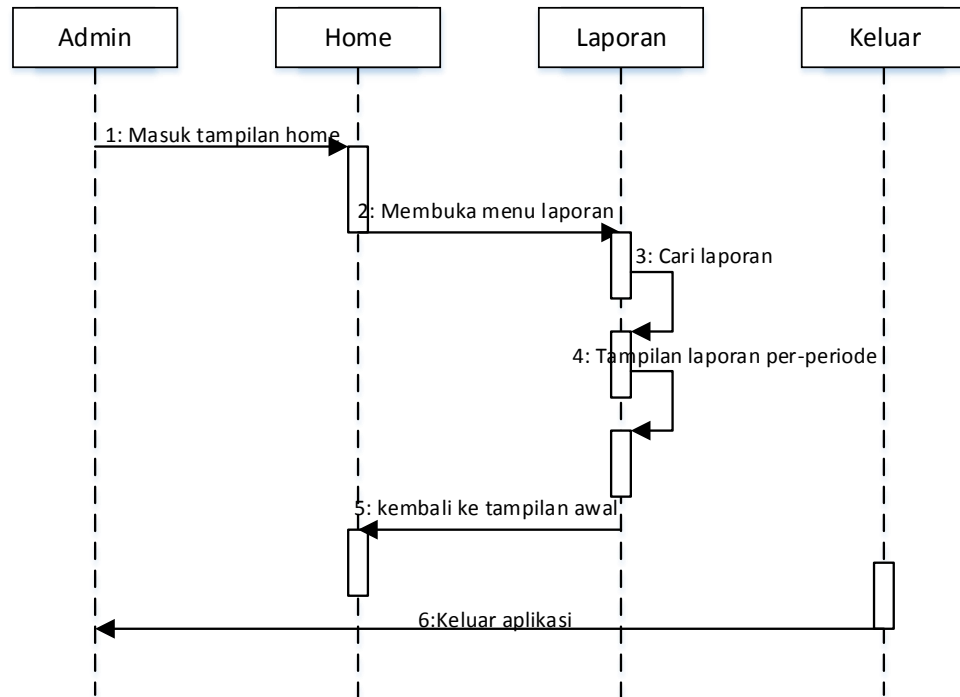 Admin
Home
Laporan
Keluar
1: Masuk tampilan home
2: Membuka menu laporan
3: Cari laporan
4: Tampilan laporan per-periode
5: kembali ke tampilan awal
6:Keluar aplikasi